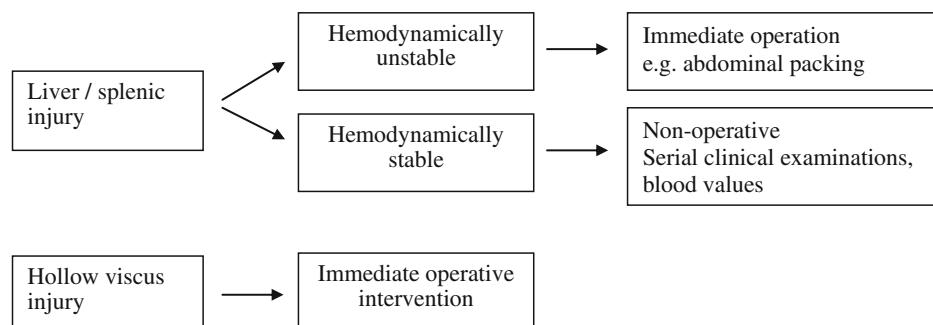 Liver / splenic
injury
Hemodynamically
unstable
Immediate operation
e.g. abdominal packing
Hemodynamically
stable
Non-operative
Serial clinical examinations,
blood values
Hollow viscus
injury
Immediate operative
intervention